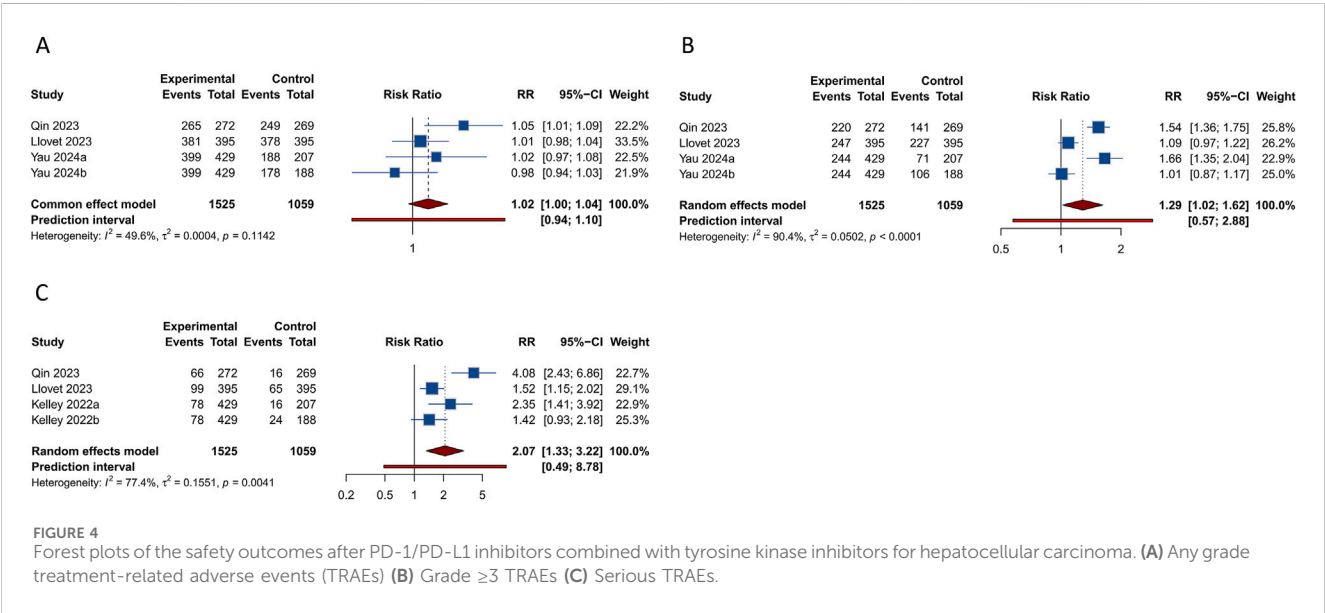 A
Experimental Control
Study Events Total Events Total Risk Ratio RR 95%−CI Weight
Qin 2023 265 272 249 269 1.05 [1.01; 1.09] 22.2%
Llovet 2023 381 395 378 395 1.01 [0.98; 1.04] 33.5%
Yau 2024a 399 429 188 207 1.02 [0.97; 1.08] 22.5%
Yau 2024b 399 429 178 188 0.98 [0.94; 1.03] 21.9%
Common effect model 1525 1059 1.02 [1.00; 1.04] 100.0%
Prediction interval [0.94; 1.10]
Heterogeneity: I² = 49.6%, τ² = 0.0004, p = 0.1142
1
B
Experimental Control
Study Events Total Events Total Risk Ratio RR 95%−CI Weight
Qin 2023 220 272 141 269 1.54 [1.36; 1.75] 25.8%
Llovet 2023 247 395 227 395 1.09 [0.97; 1.22] 26.2%
Yau 2024a 244 429 71 207 1.66 [1.35; 2.04] 22.9%
Yau 2024b 244 429 106 188 1.01 [0.87; 1.17] 25.0%
Random effects model 1525 1059 1.29 [1.02; 1.62] 100.0%
Prediction interval [0.57; 2.88]
Heterogeneity: I² = 90.4%, τ² = 0.0502, p < 0.0001
0.5 1 2
C
Experimental Control
Study Events Total Events Total Risk Ratio RR 95%−CI Weight
Qin 2023 66 272 16 269 4.08 [2.43; 6.86] 22.7%
Llovet 2023 99 395 65 395 1.52 [1.15; 2.02] 29.1%
Kelley 2022a 78 429 16 207 2.35 [1.41; 3.92] 22.9%
Kelley 2022b 78 429 24 188 1.42 [0.93; 2.18] 25.3%
Random effects model 1525 1059 2.07 [1.33; 3.22] 100.0%
Prediction interval [0.49; 8.78]
Heterogeneity: I² = 77.4%, τ² = 0.1551, p = 0.0041
0.2 0.5 1 2 5
FIGURE 4
Forest plots of the safety outcomes after PD-1/PD-L1 inhibitors combined with tyrosine kinase inhibitors for hepatocellular carcinoma. (A) Any grade
treatment-related adverse events (TRAEs) (B) Grade ≥3 TRAEs (C) Serious TRAEs.